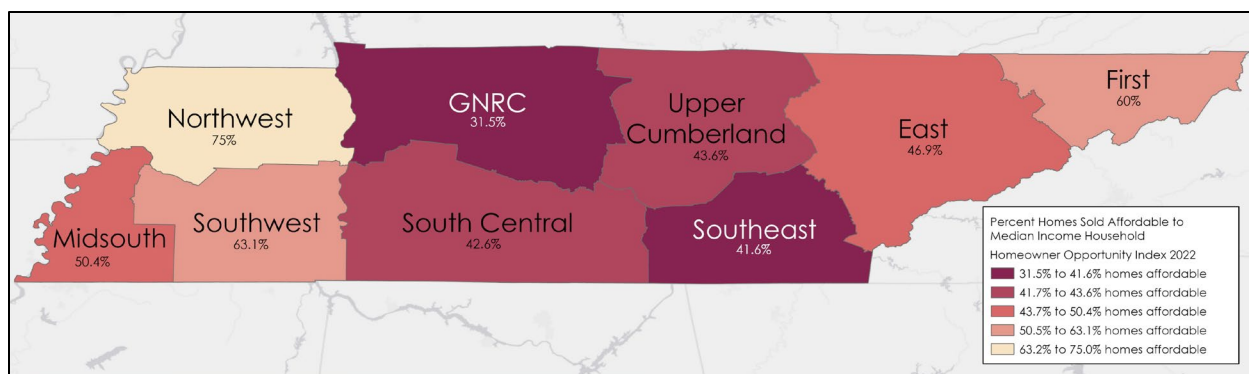 Northwest
75%
GNRC
31.5%
Upper
Cumberland
43.6%
East
46.9%
First
60%
Midsouth
50.4%
Southwest
63.1%
South Central
42.6%
Southeast
41.6%
Percent Homes Sold Affordable to
Median Income Household
Homeowner Opportunity Index 2022
31.5% to 41.6% homes affordable
41.7% to 43.6% homes affordable
43.7% to 50.4% homes affordable
50.5% to 63.1% homes affordable
63.2% to 75.0% homes affordable